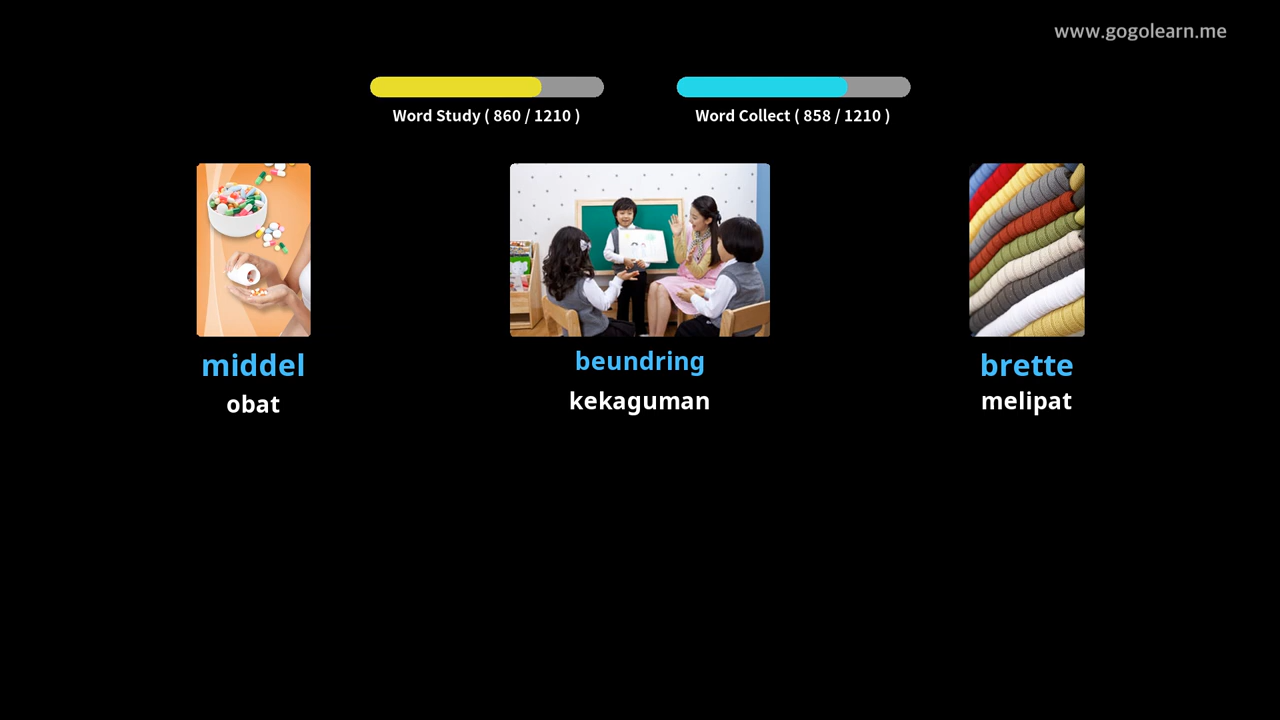 www.gogolearn.me
Word Study ( 860 / 1210 )
Word Collect ( 858 / 1210 )
middel
obat
beundring
kekaguman
brette
melipat